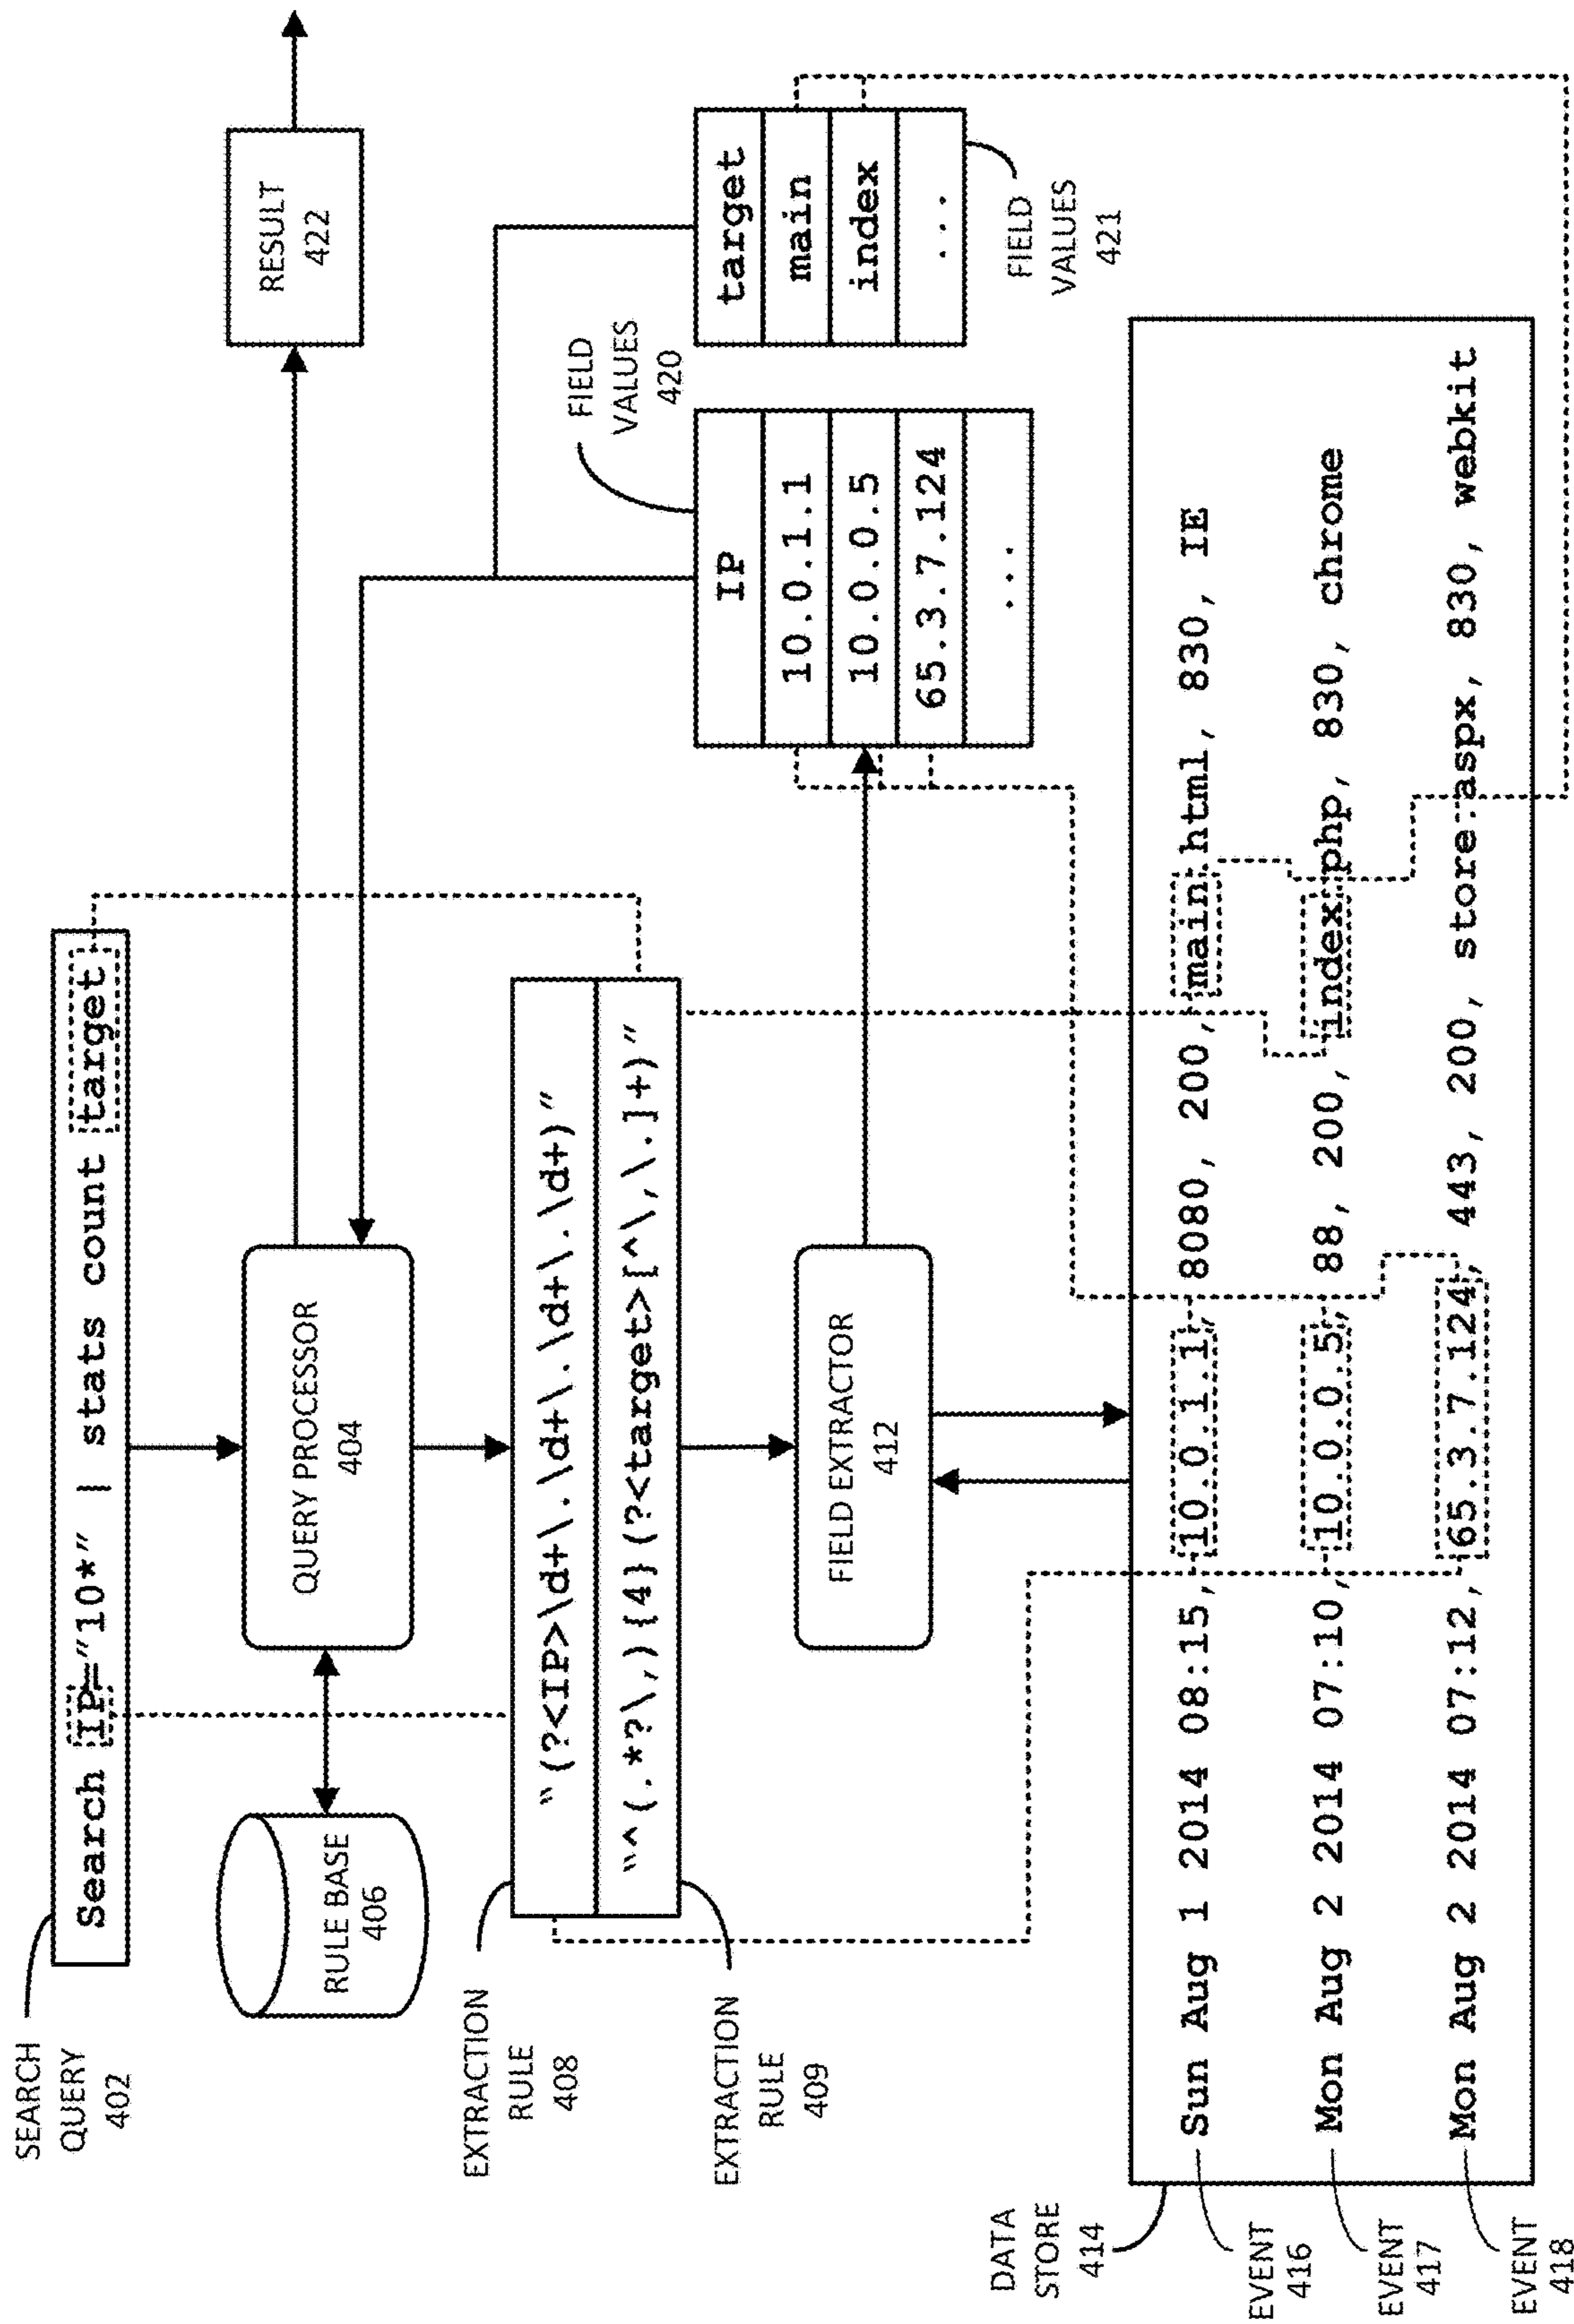 SEARCH
QUERY
402
Search IP="10*" | stats count target
RULE BASE
406
QUERY PROCESSOR
404
RESULT
422
EXTRACTION
RULE
408
"(?<IP>\d+\.\d+\.\d+\.\d+)"
"^(.*?\,){4}(?<target>[^\,\.]+)"
EXTRACTION
RULE
409
FIELD EXTRACTOR
412
FIELD
VALUES
420
IP
10.0.1.1
10.0.0.5
65.3.7.124
...
target
main
index
...
FIELD
VALUES
421
DATA
STORE
414
Sun Aug 1 2014 08:15, 10.0.1.1, 8080, 200, main.html, 830, IE
Mon Aug 2 2014 07:10, 10.0.0.5, 88, 200, index.php, 830, chrome
Mon Aug 2 2014 07:12, 65.3.7.124, 443, 200, store.aspx, 830, webkit
EVENT
416
EVENT
417
EVENT
418